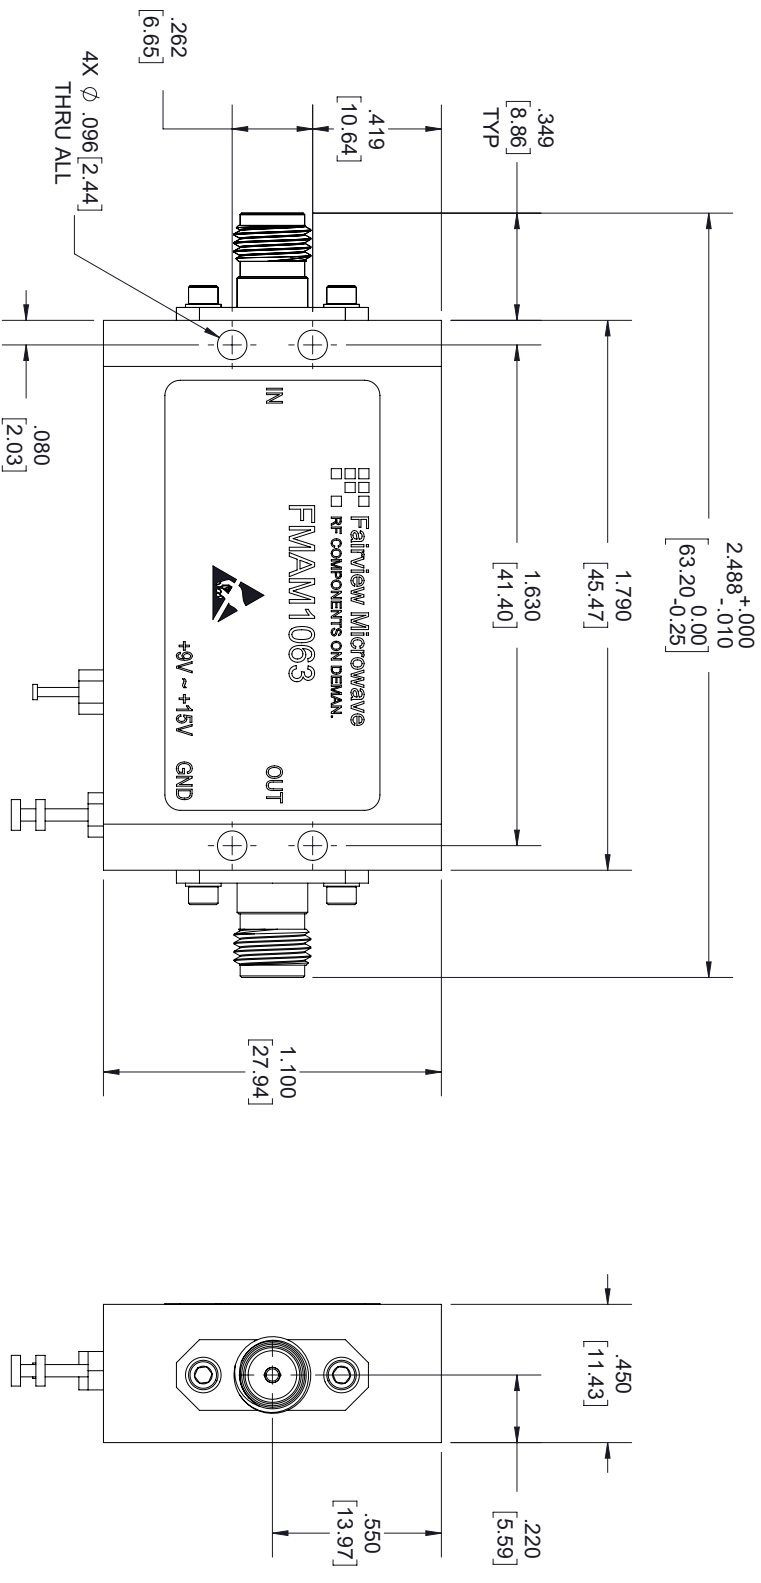 2.488 +.000 -.010
[63.20 0.00 -0.25]
1.790
[45.47]
1.630
[41.40]
.349
[8.86]
TYP
.419
[10.64]
.262
[6.65]
4X Ø .096 [2.44]
THRU ALL
.080
[2.03]
IN
OUT
Fairview Microwave
RF COMPONENTS ON DEMAN.
FMAM1063
+9V ~ +15V GND
1.100
[27.94]
.450
[11.43]
.220
[5.59]
.550
[13.97]